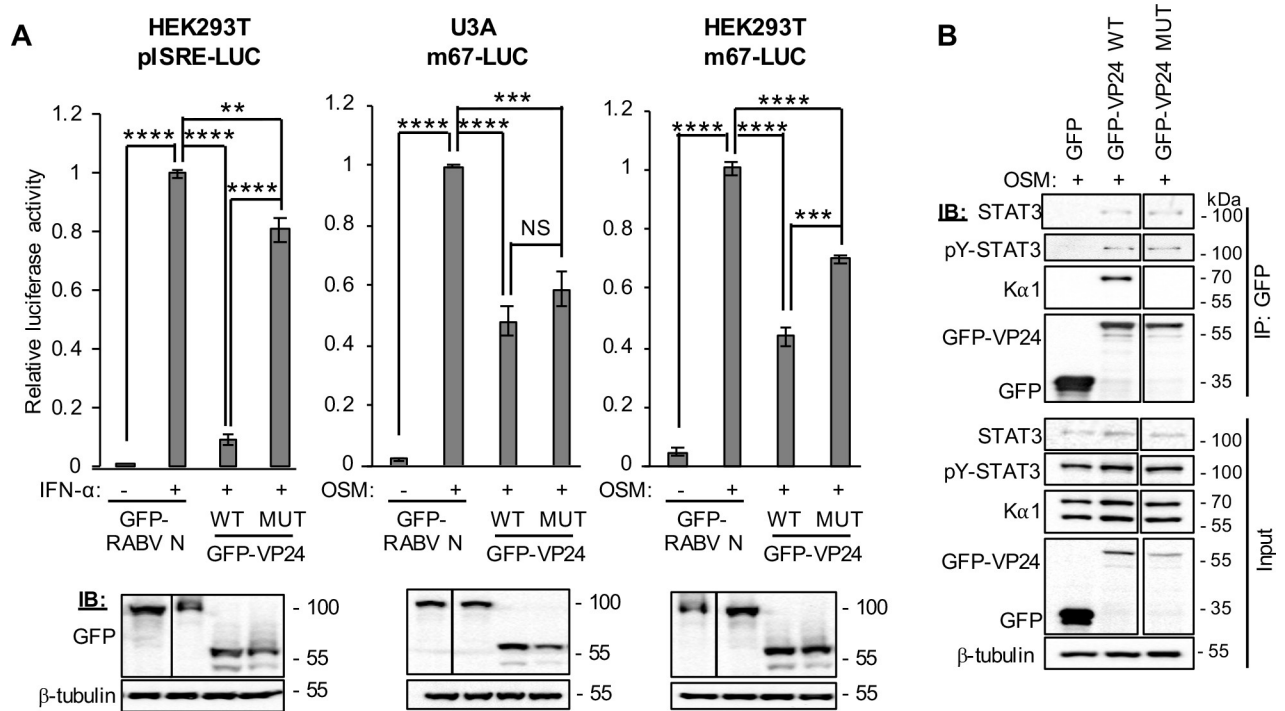 A
HEK293T
pISRE-LUC
U3A
m67-LUC
HEK293T
m67-LUC
Relative luciferase activity
1.2
1
0.8
0.6
0.4
0.2
0
**
****
****
****
1.2
1
0.8
0.6
0.4
0.2
0
***
****
****
NS
1.2
1
0.8
0.6
0.4
0.2
0
****
****
****
***
IFN-α: - + + +
GFP-
RABV N
WT MUT
GFP-VP24
OSM: - + + +
GFP-
RABV N
WT MUT
GFP-VP24
OSM: - + + +
GFP-
RABV N
WT MUT
GFP-VP24
IB:
GFP
- 100
- 55
β-tubulin
- 55
- 100
- 55
- 55
- 100
- 55
- 55
B
GFP
GFP-VP24 WT
GFP-VP24 MUT
OSM: + + +
kDa
IB: STAT3 - 100
pY-STAT3 - 100
Kα1 - 70
- 55
GFP-VP24 - 55
GFP - 35
IP: GFP
STAT3 - 100
pY-STAT3 - 100
Kα1 - 70
- 55
GFP-VP24 - 55
GFP - 35
β-tubulin - 55
Input